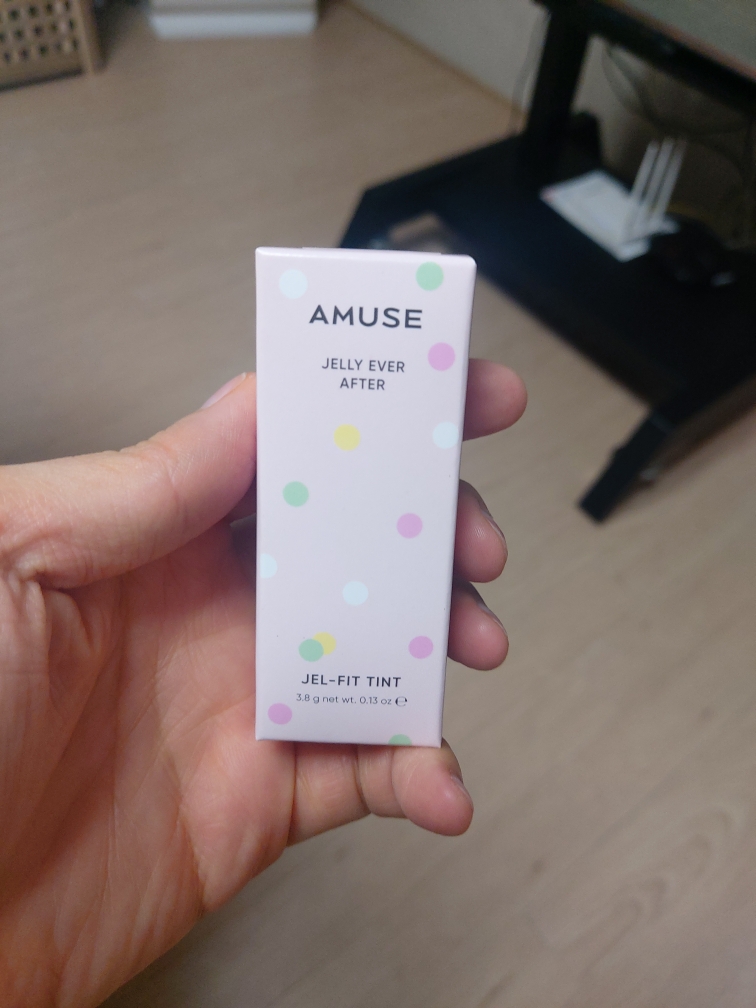 AMUSE
JELLY EVER
AFTER
JEL-FIT TINT
3.8 g net wt. 0.13 oz ℮